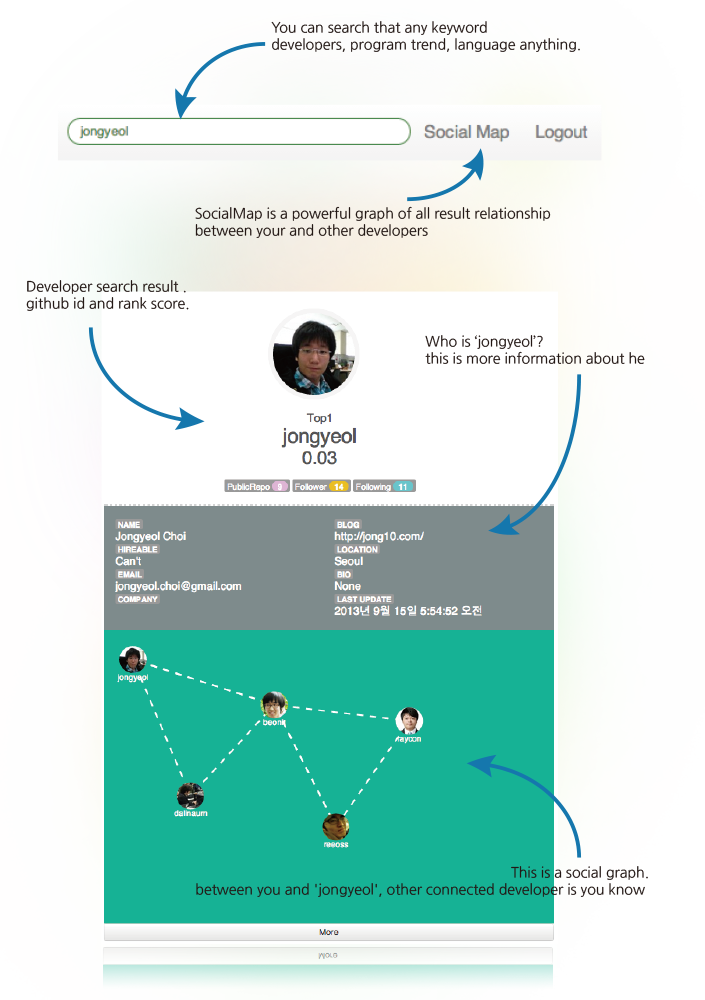 You can search that any keyword
developers, program trend, language anything.
jongyeol
Social Map
Logout
SocialMap is a powerful graph of all result relationship
between your and other developers
Developer search result .
github id and rank score.
Who is ‘jongyeol’?
this is more information about he
Top1
jongyeol
0.03
PublicRepo 9 Follower 14 Following 11
NAME
Jongyeol Choi
HIREABLE
Can't
EMAIL
jongyeol.choi@gmail.com
COMPANY
BLOG
http://jong10.com/
LOCATION
Seoul
BIO
None
LAST UPDATE
2013년 9월 15일 5:54:52 오전
jongyeol
beonk
rayoon
dalinaum
reeoss
This is a social graph.
between you and 'jongyeol', other connected developer is you know
More